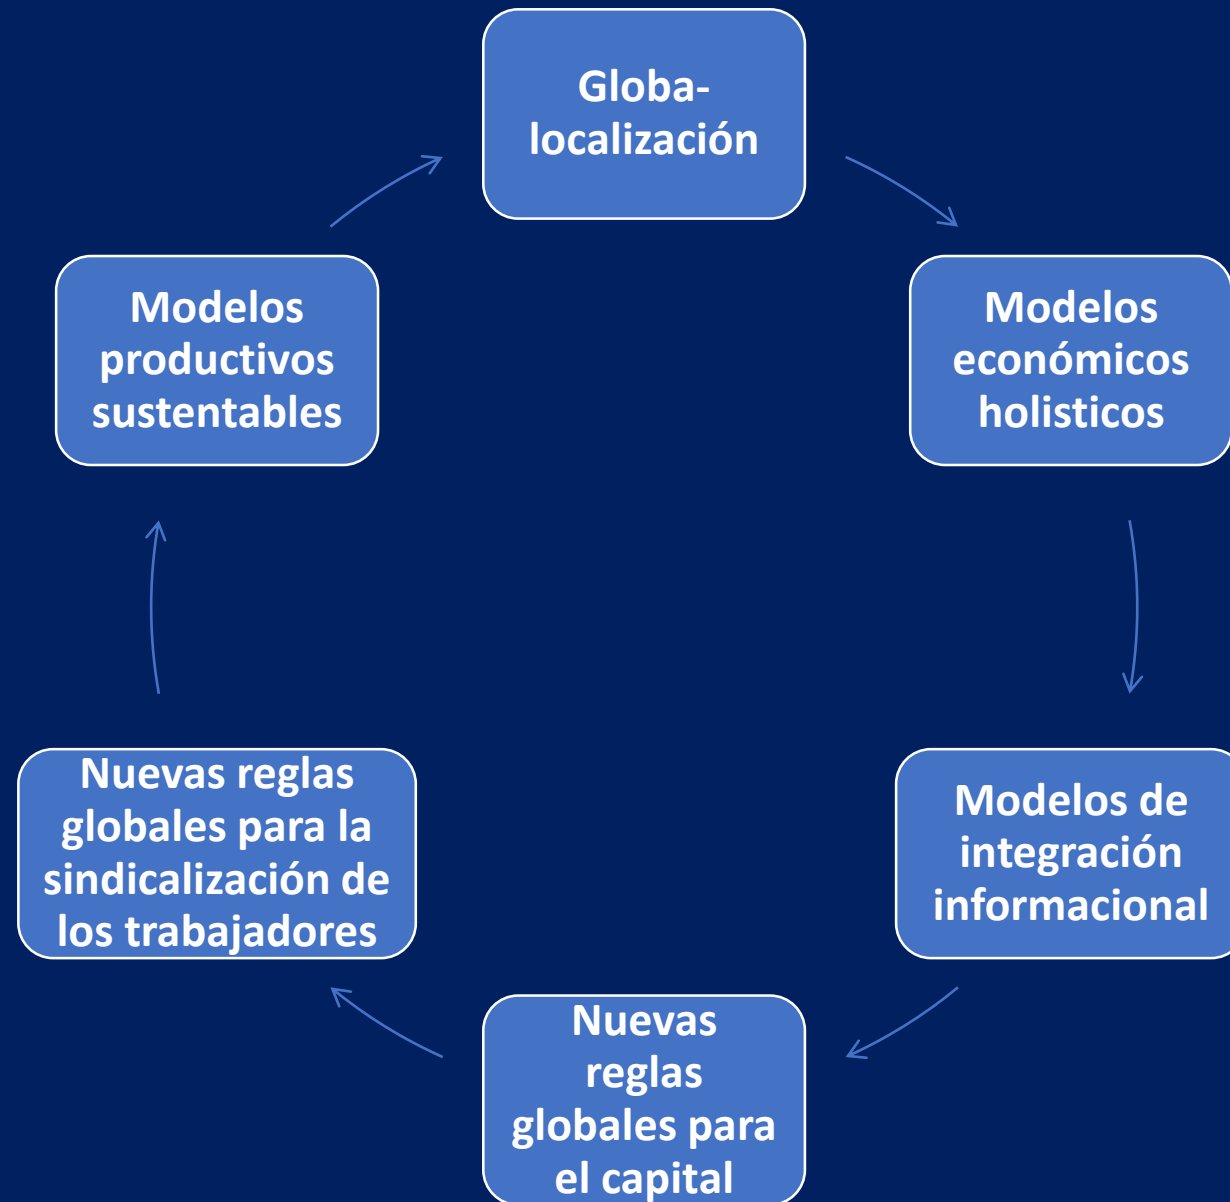 Globa-
localización
Modelos
económicos
holisticos
Modelos de
integración
informacional
Nuevas
reglas
globales para
el capital
Nuevas reglas
globales para la
sindicalización de
los trabajadores
Modelos
productivos
sustentables